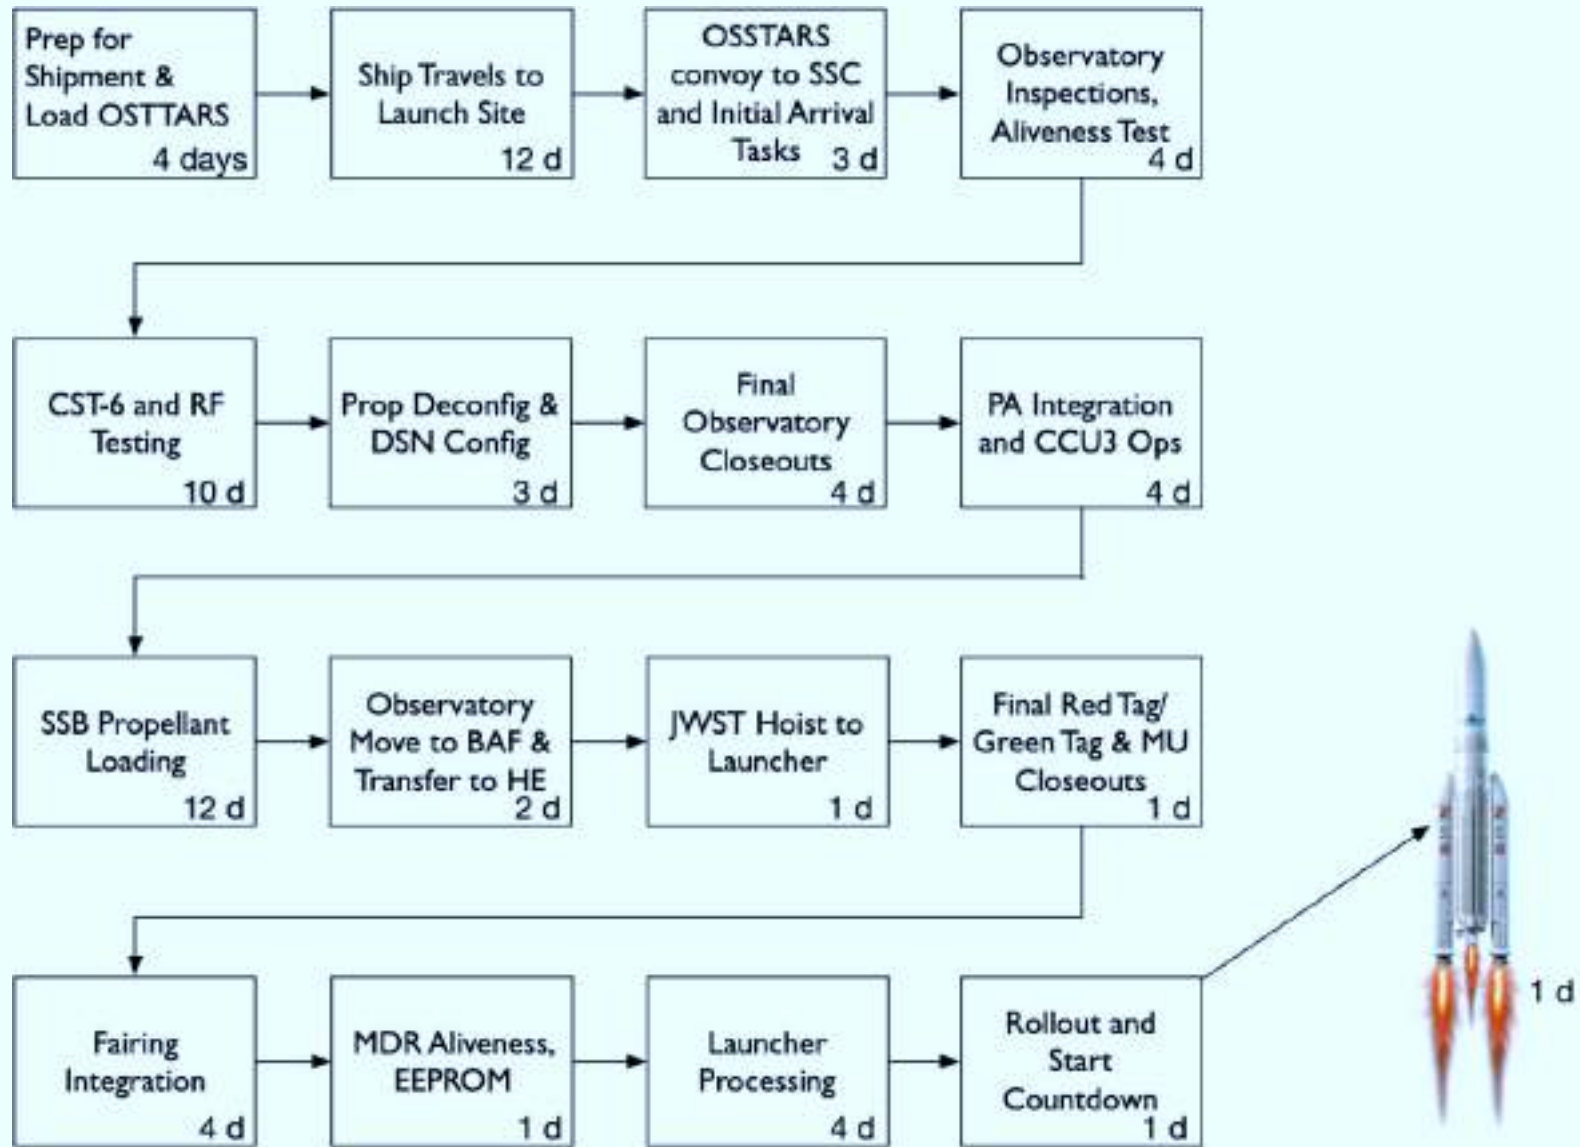 Prep for
Shipment &
Load OSTTARS
4 days
Ship Travels to
Launch Site
12 d
OSSTARS
convoy to SSC
and Initial Arrival
Tasks
3 d
Observatory
Inspections,
Aliveness Test
4 d
CST-6 and RF
Testing
10 d
Prop Deconfig &
DSN Config
3 d
Final
Observatory
Closeouts
4 d
PA Integration
and CCU3 Ops
4 d
SSB Propellant
Loading
12 d
Observatory
Move to BAF &
Transfer to HE
2 d
JWST Hoist to
Launcher
1 d
Final Red Tag/
Green Tag & MU
Closeouts
1 d
Fairing
Integration
4 d
MDR Aliveness,
EEPROM
1 d
Launcher
Processing
4 d
Rollout and
Start
Countdown
1 d
1 d